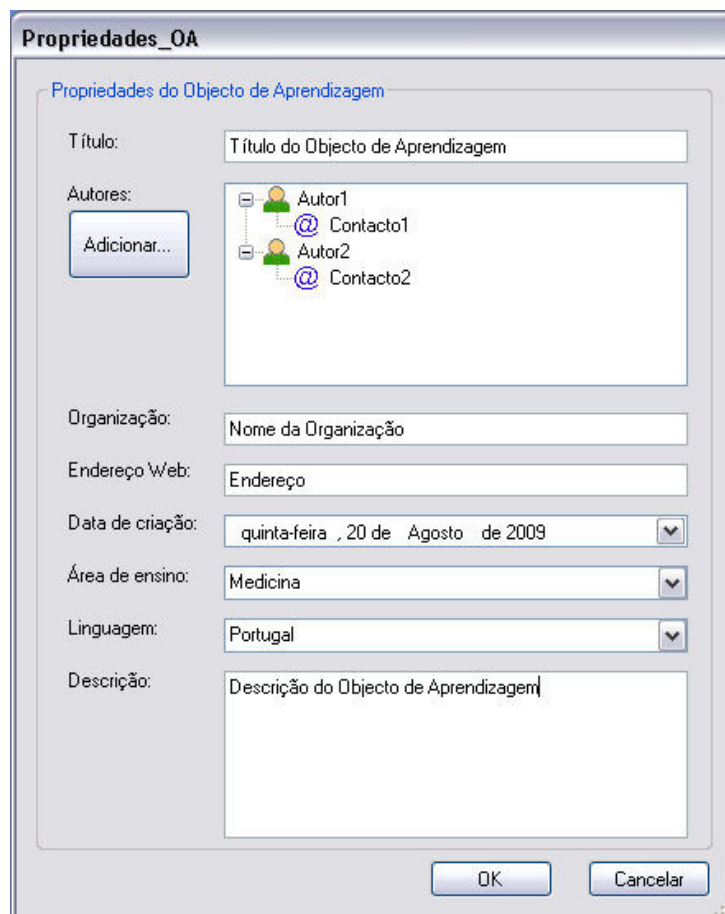 Propriedades_OA
Propriedades do Objecto de Aprendizagem
Título:
Título do Objecto de Aprendizagem
Autores:
Adicionar...
Autor1
@ Contacto1
Autor2
@ Contacto2
Organização:
Nome da Organização
Endereço Web:
Endereço
Data de criação:
quinta-feira , 20 de Agosto de 2009
Área de ensino:
Medicina
Linguagem:
Portugal
Descrição:
Descrição do Objecto de Aprendizagem
OK
Cancelar